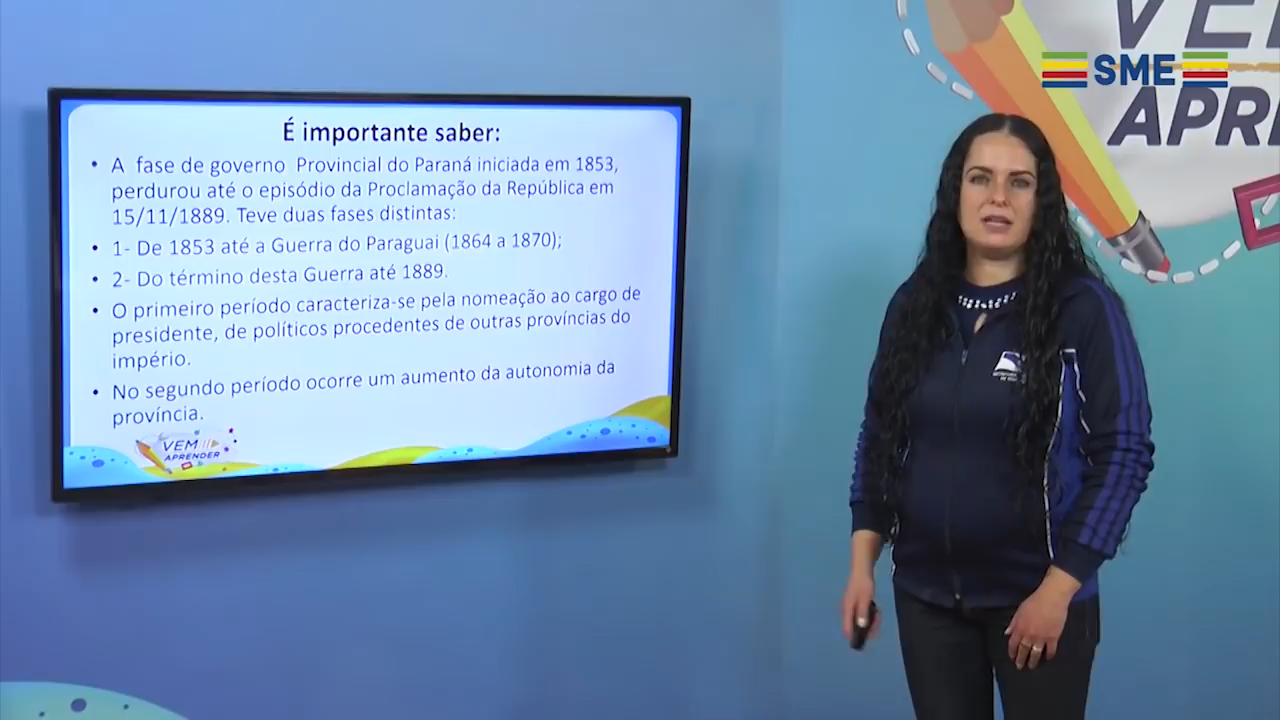 É importante saber:
• A fase de governo Provincial do Paraná iniciada em 1853,
perdurou até o episódio da Proclamação da República em
15/11/1889. Teve duas fases distintas:
• 1- De 1853 até a Guerra do Paraguai (1864 a 1870);
• 2- Do término desta Guerra até 1889.
• O primeiro período caracteriza-se pela nomeação ao cargo de
presidente, de políticos procedentes de outras províncias do
império.
• No segundo período ocorre um aumento da autonomia da
província.
VEM
APRENDER
VE
SME
APR